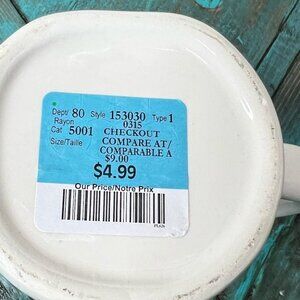 Dept/ 80 Style 153030 Type 1
Rayon 0315
Cat 5001 CHECKOUT
Size/Taille COMPARE AT/
COMPARABLE A
$9.00
$4.99
Our Price/Notre Prix